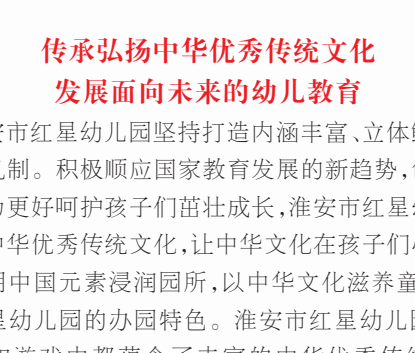 传承弘扬中华优秀传统文化
发展面向未来的幼儿教育
安市红星幼儿园坚持打造内涵丰富、立体
制。积极顺应国家教育发展的新趋势,
更好呵护孩子们茁壮成长,淮安市红星
中华优秀传统文化,让中华文化在孩子们
用中国元素浸润园所,以中华文化滋养童
星幼儿园的办园特色。淮安市红星幼儿